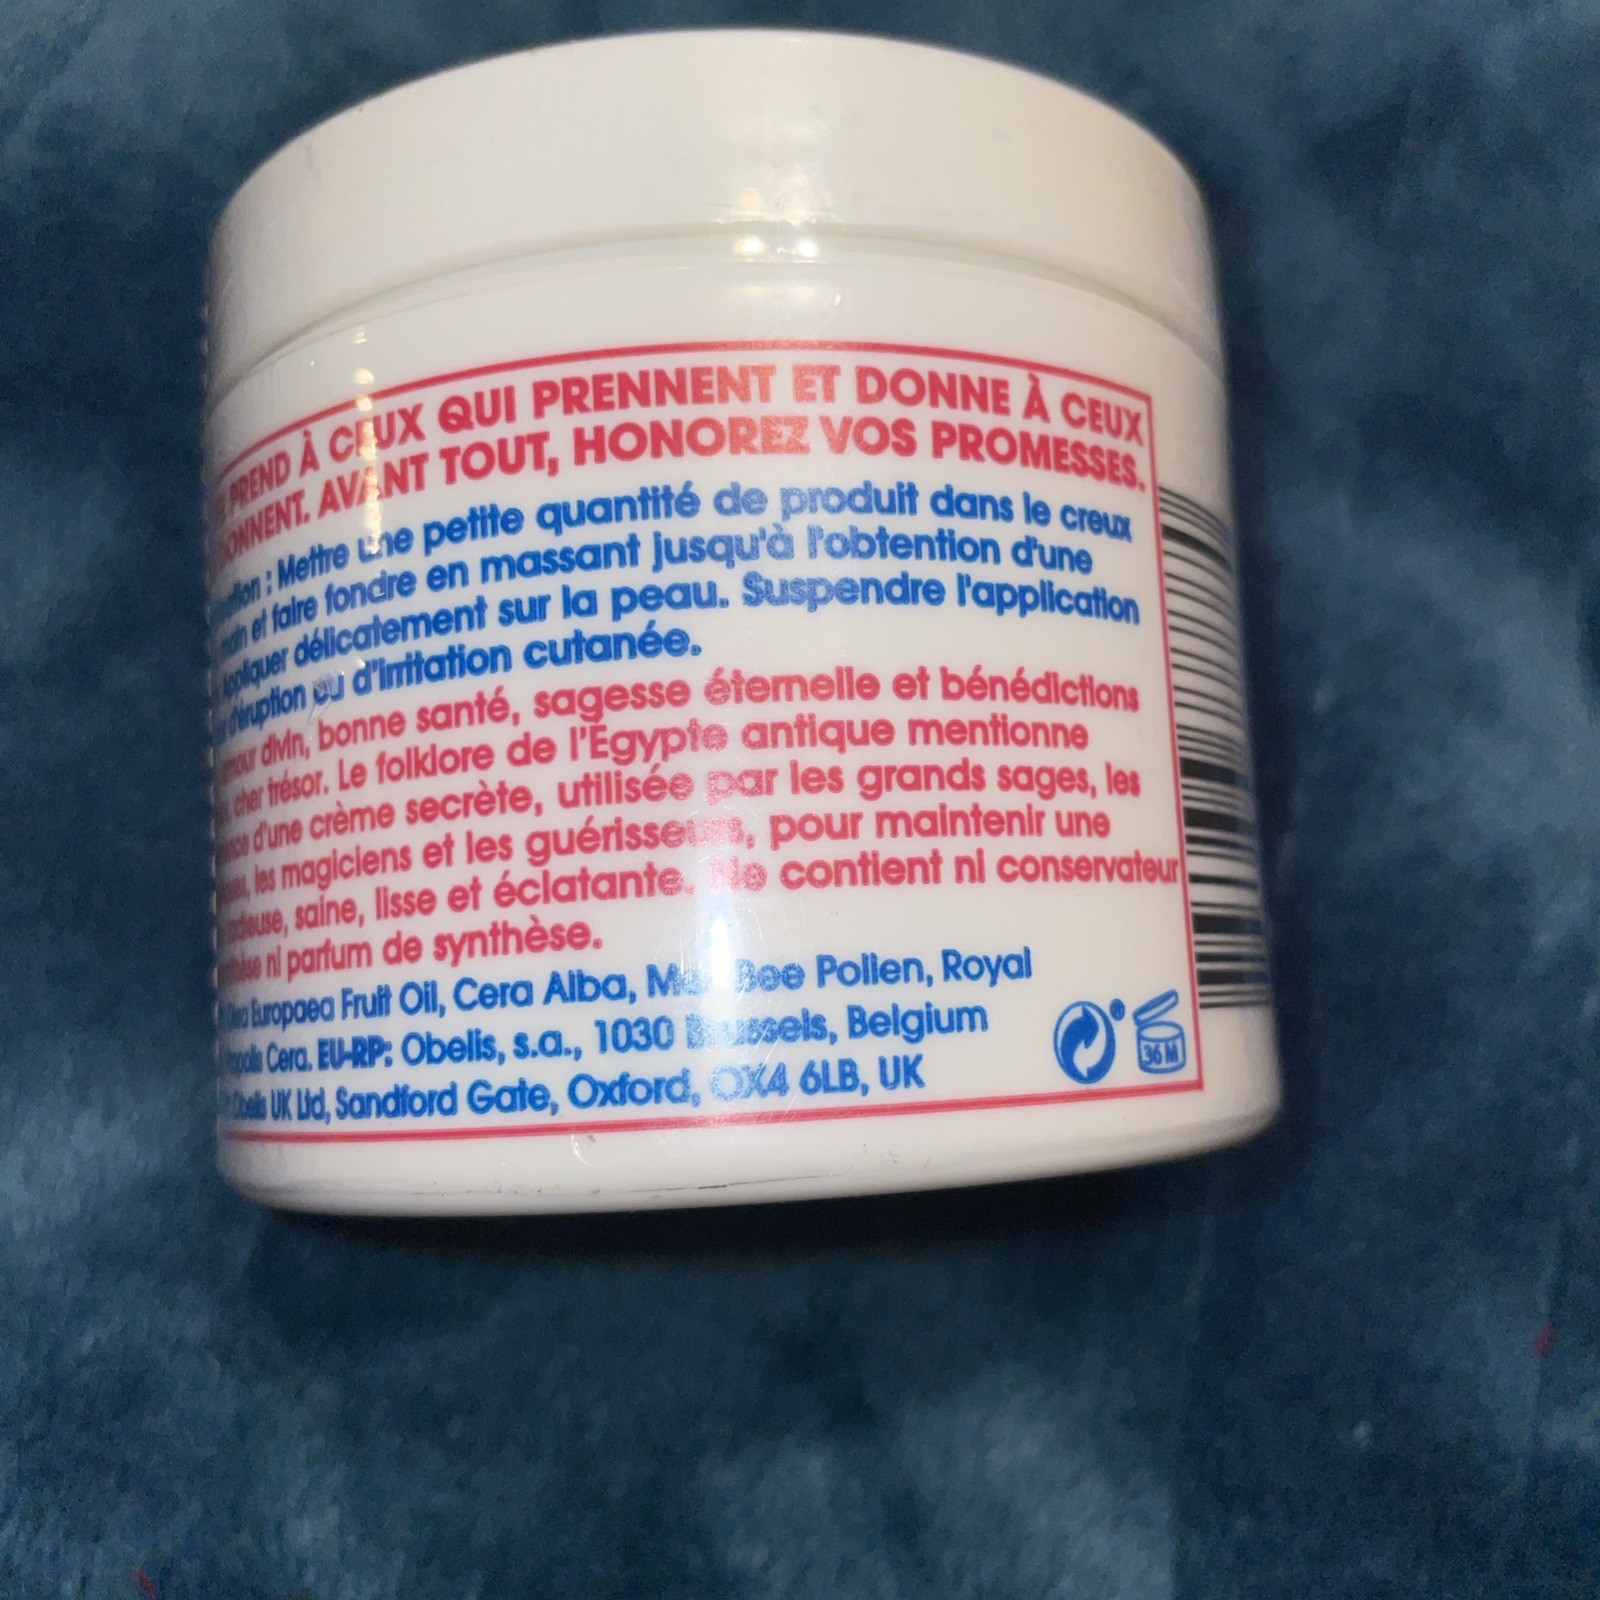 PREND À CEUX QUI PRENNENT ET DONNE À CEUX
DONNENT. AVANT TOUT, HONOREZ VOS PROMESSES.
: Mettre une petite quantité de produit dans le creux
main et faire fondre en massant jusqu'à l'obtention d'une
Appliquer délicatement sur la peau. Suspendre l'application
d'éruption ou d'irritation cutanée.
divin, bonne santé, sagesse éternelle et bénédictions
cher trésor. Le folklore de l'Égypte antique mentionne
d'une crème secrète, utilisée par les grands sages, les
les magiciens et les guérisseurs, pour maintenir une
saine, lisse et éclatante. Ne contient ni conservateur
ni parfum de synthèse.
Europaea Fruit Oil, Cera Alba, Bee Pollen, Royal
Cera. EU-RP: Obelis, s.a., 1030 Brussels, Belgium
Obelis UK Ltd, Sandford Gate, Oxford, OX4 6LB, UK
®
36 M